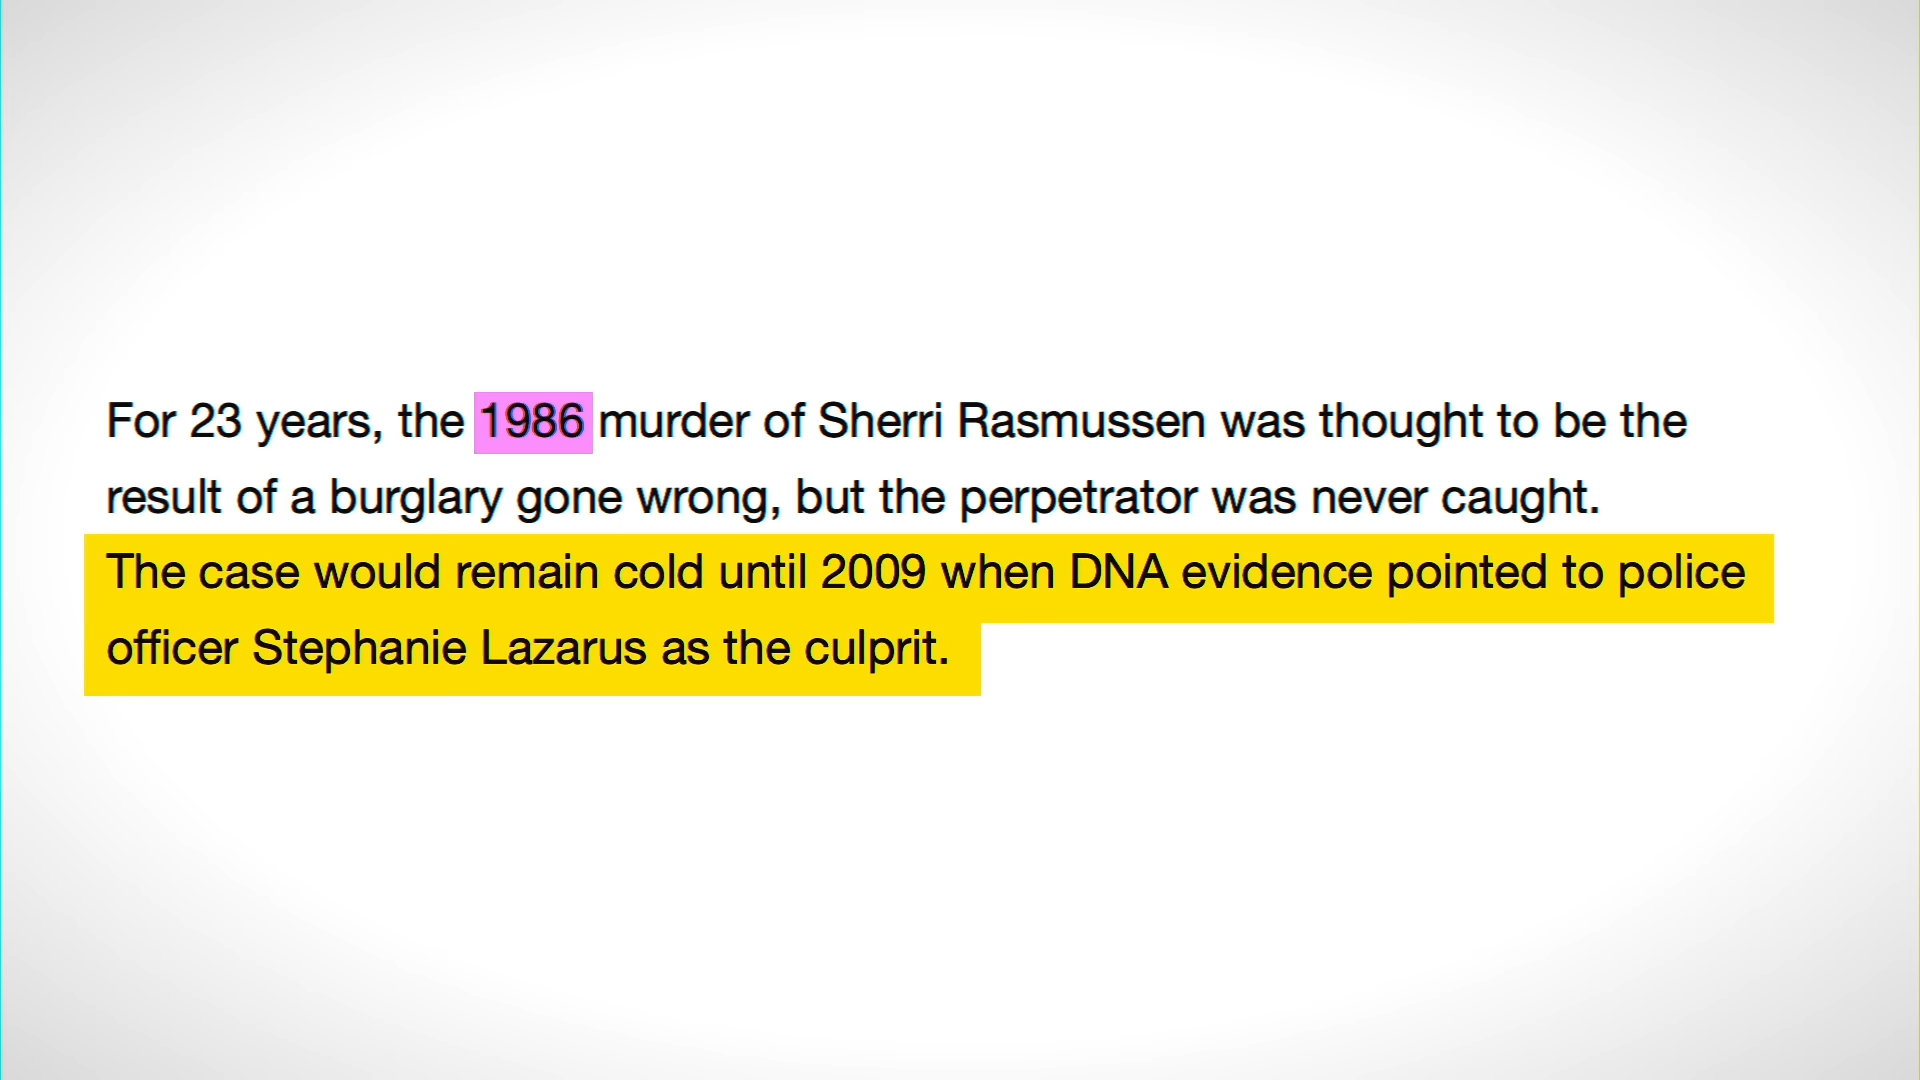 For 23 years, the 1986 murder of Sherri Rasmussen was thought to be the
result of a burglary gone wrong, but the perpetrator was never caught.
The case would remain cold until 2009 when DNA evidence pointed to police
officer Stephanie Lazarus as the culprit.